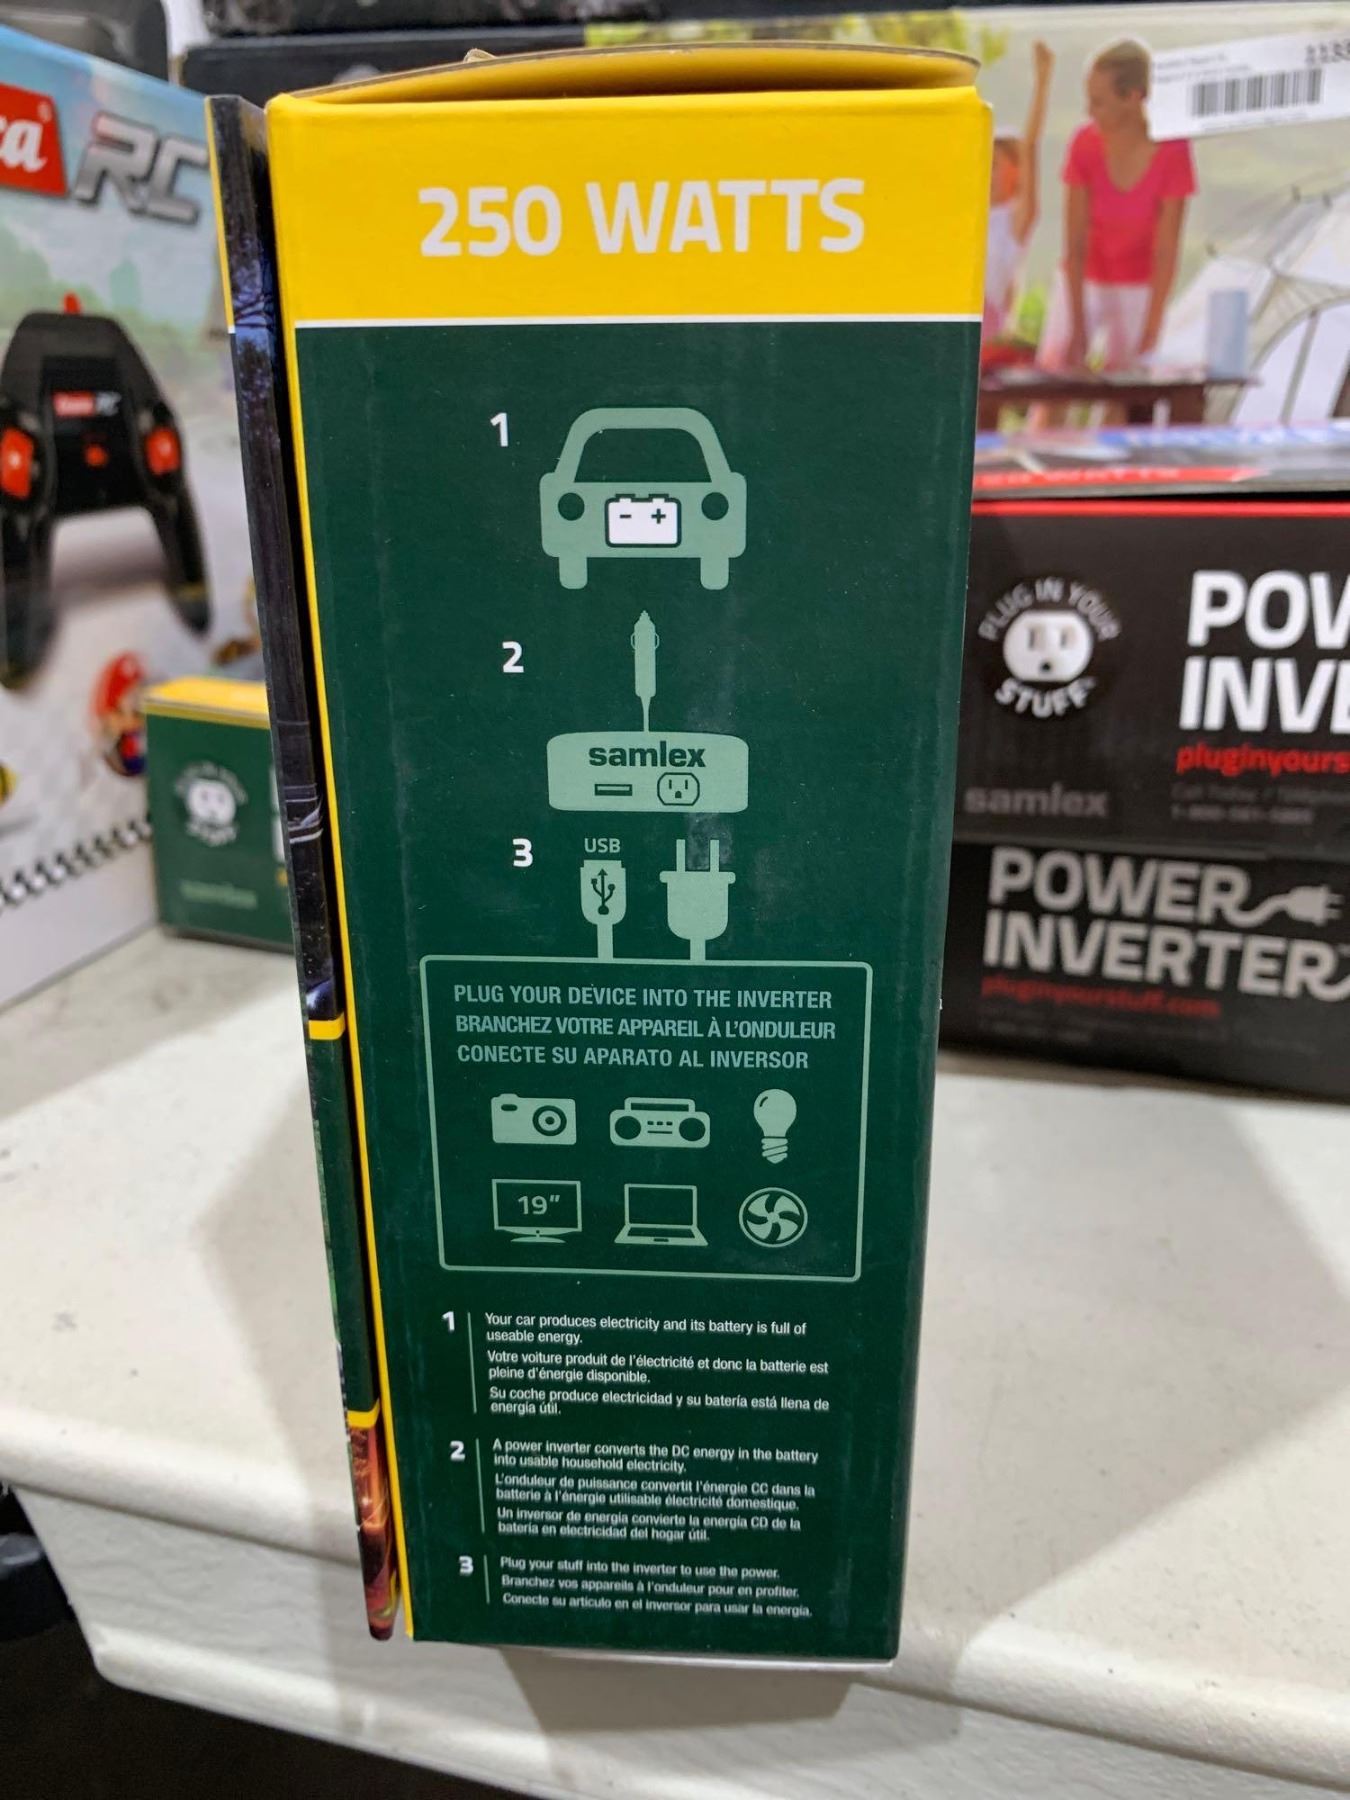 250 WATTS
1
- +
2
samlex
3
USB
PLUG YOUR DEVICE INTO THE INVERTER
BRANCHEZ VOTRE APPAREIL À L'ONDULEUR
CONECTE SU APARATO AL INVERSOR
19"
1
Your car produces electricity and its battery is full of
useable energy.
Votre voiture produit de l'électricité et donc la batterie est
pleine d'énergie disponible.
Su coche produce electricidad y su batería está llena de
energía útil.
2
A power inverter converts the DC energy in the battery
into usable household electricity.
L'onduleur de puissance convertit l'énergie CC dans la
batterie à l'énergie utilisable électricité domestique.
Un inversor de energía convierte la energía CD de la
batería en electricidad del hogar útil.
3
Plug your stuff into the inverter to use the power.
Branchez vos appareils à l'onduleur pour en profiter.
Conecte su artículo en el inversor para usar la energía.
RC
PLUG IN YOUR
STUFF
POW
INVE
pluginyours
samlex
POWER
INVERTER
pluginyourstuff.com